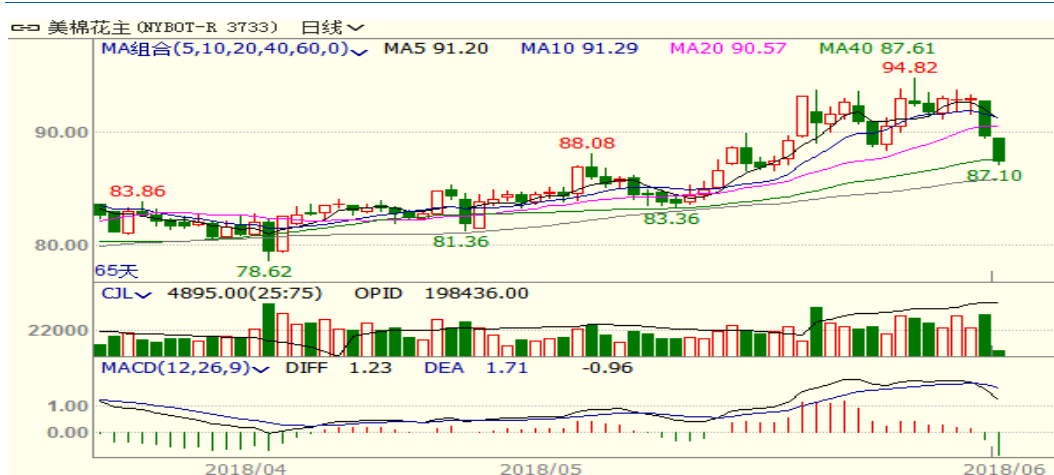 美棉花主(NYBOT-R 3733) 日线
MA组合(5,10,20,40,60,0) MA5 91.20 MA10 91.29 MA20 90.57 MA40 87.61
94.82
90.00
88.08
87.10
83.86
83.36
81.36
80.00
78.62
65天
CJL 4895.00(25:75) OPID 198436.00
22000
MACD(12,26,9) DIFF 1.23 DEA 1.71 -0.96
1.00
0.00
2018/04 2018/05 2018/06